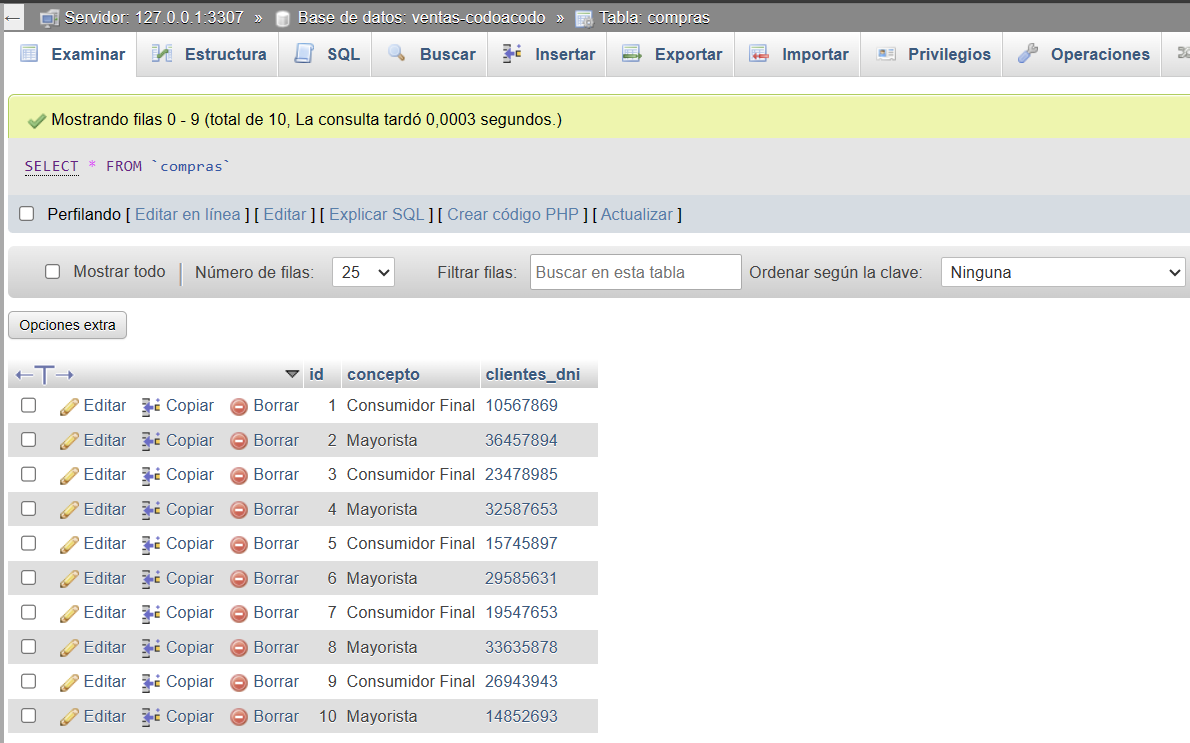 Servidor: 127.0.0.1:3307 » Base de datos: ventas-codoacodo » Tabla: compras
Examinar Estructura SQL Buscar Insertar Exportar Importar Privilegios Operaciones
Mostrando filas 0 - 9 (total de 10, La consulta tardó 0,0003 segundos.)
SELECT * FROM `compras`
Perfilando [ Editar en línea ] [ Editar ] [ Explicar SQL ] [ Crear código PHP ] [ Actualizar ]
Mostrar todo | Número de filas: 25 Filtrar filas: Buscar en esta tabla Ordenar según la clave: Ninguna
Opciones extra
←T→ id concepto clientes_dni
Editar Copiar Borrar 1 Consumidor Final 10567869
Editar Copiar Borrar 2 Mayorista 36457894
Editar Copiar Borrar 3 Consumidor Final 23478985
Editar Copiar Borrar 4 Mayorista 32587653
Editar Copiar Borrar 5 Consumidor Final 15745897
Editar Copiar Borrar 6 Mayorista 29585631
Editar Copiar Borrar 7 Consumidor Final 19547653
Editar Copiar Borrar 8 Mayorista 33635878
Editar Copiar Borrar 9 Consumidor Final 26943943
Editar Copiar Borrar 10 Mayorista 14852693